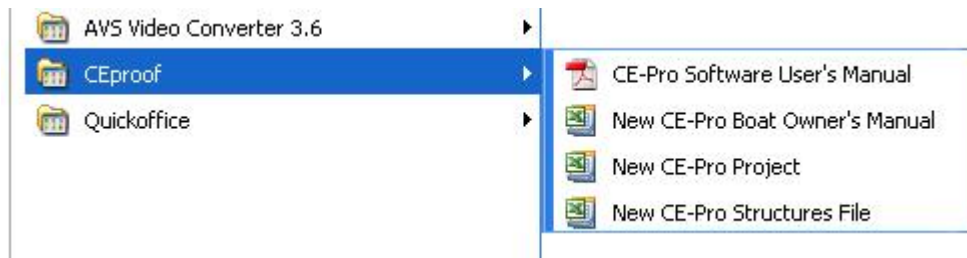 AVS Video Converter 3.6
CEproof
Quickoffice
CE-Pro Software User's Manual
New CE-Pro Boat Owner's Manual
New CE-Pro Project
New CE-Pro Structures File